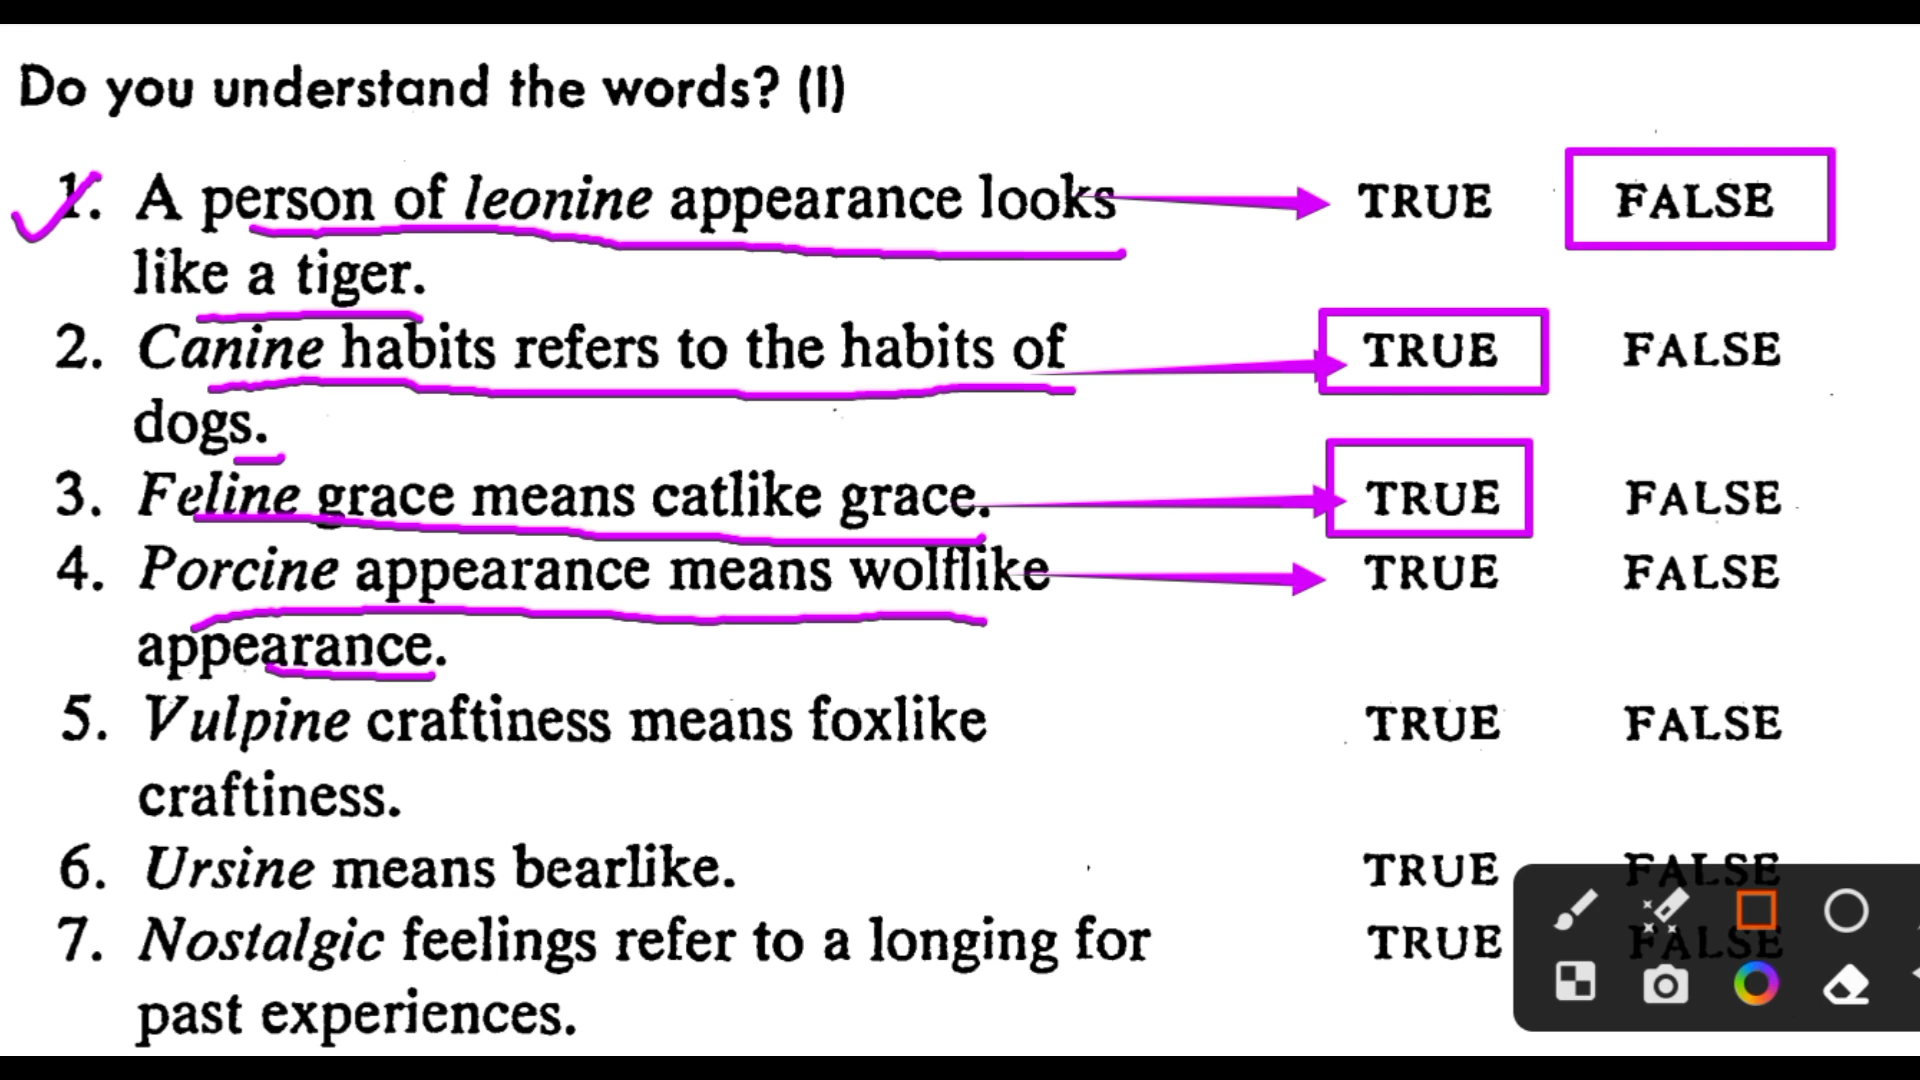 Do you understand the words? (I)
1. A person of leonine appearance looks TRUE FALSE
like a tiger.
2. Canine habits refers to the habits of TRUE FALSE
dogs.
3. Feline grace means catlike grace. TRUE FALSE
4. Porcine appearance means wolflike TRUE FALSE
appearance.
5. Vulpine craftiness means foxlike TRUE FALSE
craftiness.
6. Ursine means bearlike. TRUE FALSE
7. Nostalgic feelings refer to a longing for TRUE FALSE
past experiences.